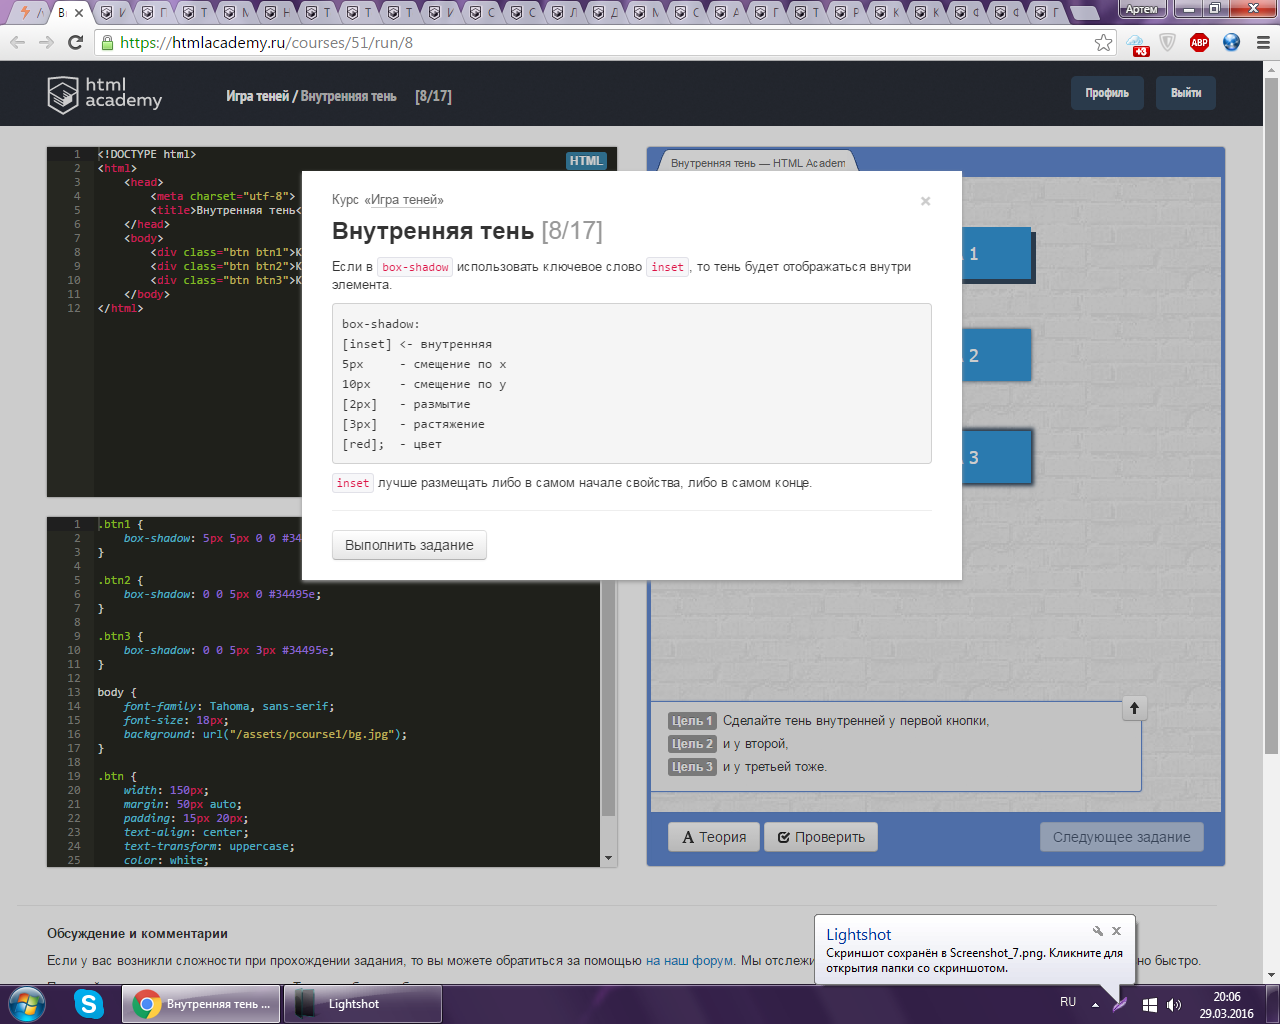 Артем
https://htmlacademy.ru/courses/51/run/8
+3
ABP
html academy
Игра теней / Внутренняя тень [8/17]
Профиль
Выйти
HTML
1 <!DOCTYPE html>
2 <html>
3 <head>
4 <meta charset="utf-8">
5 <title>Внутренняя тень<
6 </head>
7 <body>
8 <div class="btn btn1">К
9 <div class="btn btn2">К
10 <div class="btn btn3">К
11 </body>
12 </html>
Внутренняя тень — HTML Academ
1
2
3
Курс «Игра теней»
×
Внутренняя тень [8/17]
Если в box-shadow использовать ключевое слово inset, то тень будет отображаться внутри
элемента.
box-shadow:
[inset] <- внутренняя
5px - смещение по x
10px - смещение по y
[2px] - размытие
[3px] - растяжение
[red]; - цвет
inset лучше размещать либо в самом начале свойства, либо в самом конце.
Выполнить задание
1 .btn1 {
2 box-shadow: 5px 5px 0 0 #34
3 }
4
5 .btn2 {
6 box-shadow: 0 0 5px 0 #34495e;
7 }
8
9 .btn3 {
10 box-shadow: 0 0 5px 3px #34495e;
11 }
12
13 body {
14 font-family: Tahoma, sans-serif;
15 font-size: 18px;
16 background: url("/assets/pcourse1/bg.jpg");
17 }
18
19 .btn {
20 width: 150px;
21 margin: 50px auto;
22 padding: 15px 20px;
23 text-align: center;
24 text-transform: uppercase;
25 color: white;
Цель 1 Сделайте тень внутренней у первой кнопки,
Цель 2 и у второй,
Цель 3 и у третьей тоже.
Теория
Проверить
Следующее задание
Обсуждение и комментарии
Если у вас возникли сложности при прохождении задания, то вы можете обратиться за помощью на наш форум. Мы отслежи
но быстро.
Lightshot
Скриншот сохранён в Screenshot_7.png. Кликните для
открытия папки со скриншотом.
Внутренняя тень ...
Lightshot
RU
20:06
29.03.2016